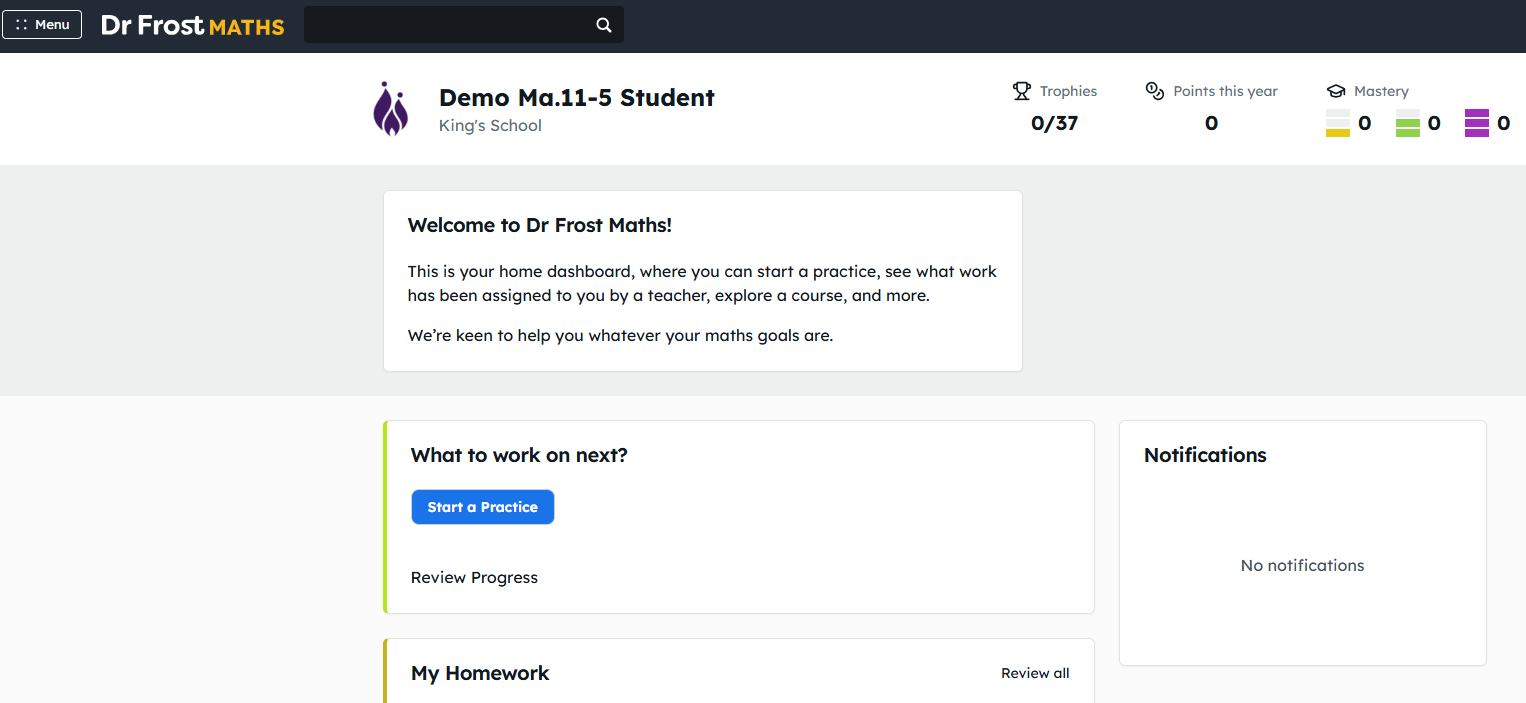 Menu
Dr Frost MATHS
Demo Ma.11-5 Student
King's School
Trophies
0/37
Points this year
0
Mastery
0 0 0
Welcome to Dr Frost Maths!
This is your home dashboard, where you can start a practice, see what work
has been assigned to you by a teacher, explore a course, and more.
We’re keen to help you whatever your maths goals are.
What to work on next?
Start a Practice
Review Progress
Notifications
No notifications
My Homework
Review all